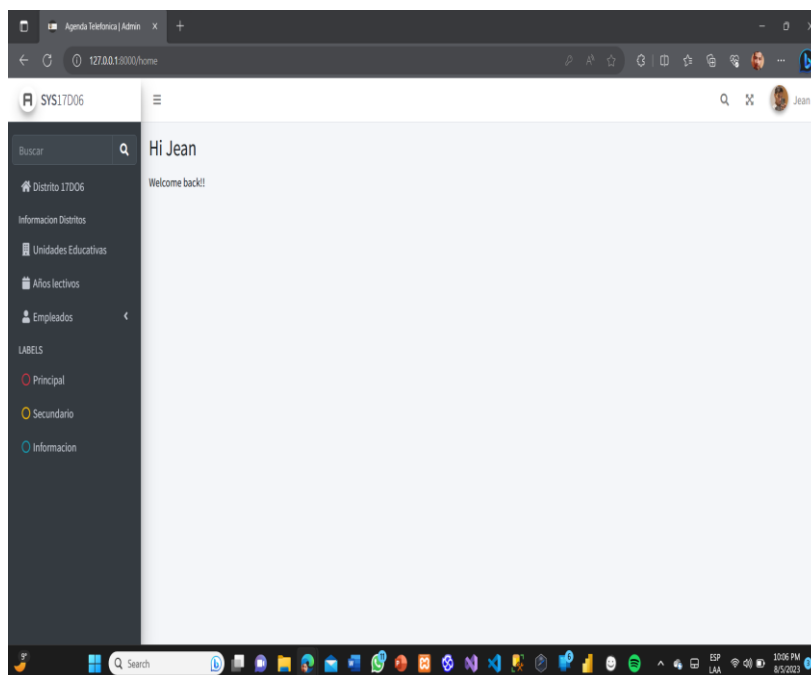 Agenda Telefonica | Admin
127.0.0.1:8000/home
SYS17D06
Jean
Buscar
Hi Jean
Welcome back!!
Distrito 17D06
Informacion Distritos
Unidades Educativas
Años lectivos
Empleados
LABELS
Principal
Secundario
Informacion
Search
ESP
LAA
10:06 PM
8/5/2023